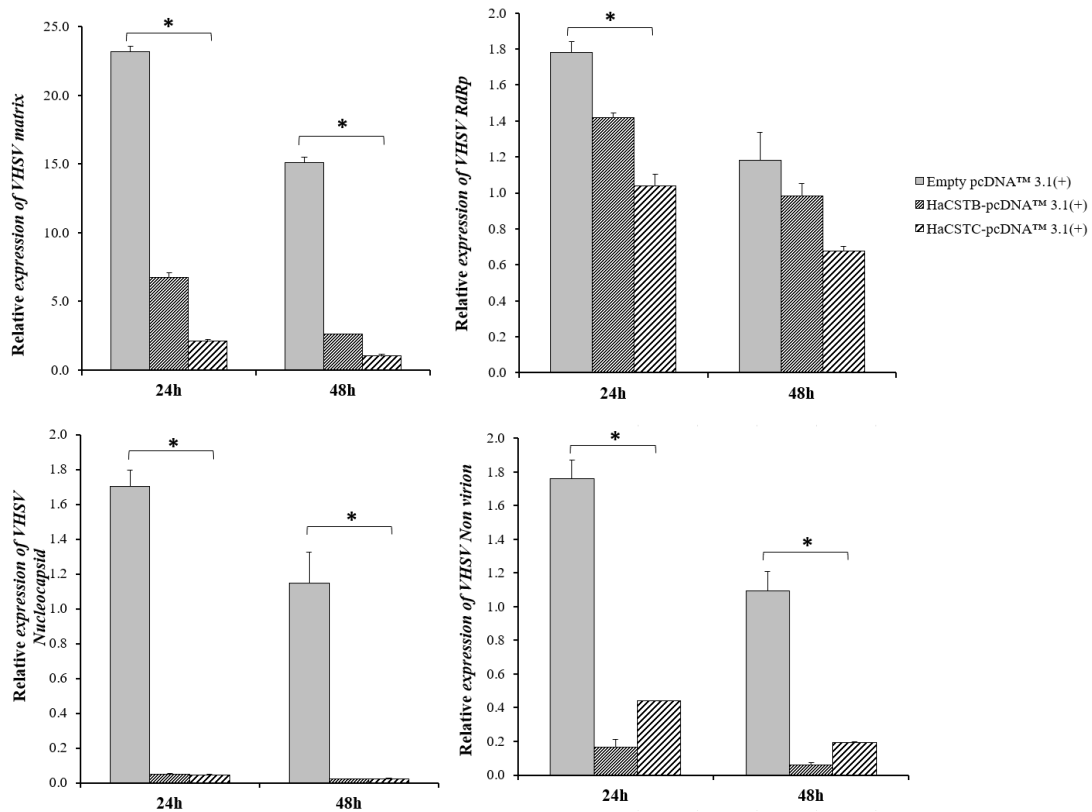 Relative expression of VHSV matrix
25.0
20.0
15.0
10.0
5.0
0.0
*
*
24h
48h
Relative expression of VHSV RdRp
2.0
1.8
1.6
1.4
1.2
1.0
0.8
0.6
0.4
0.2
0.0
*
24h
48h
Empty pcDNA™ 3.1(+)
HaCSTB-pcDNA™ 3.1(+)
HaCSTC-pcDNA™ 3.1(+)
Relative expression of VHSV
Nucleocapsid
2.0
1.8
1.6
1.4
1.2
1.0
0.8
0.6
0.4
0.2
0.0
*
*
24h
48h
Relative expression of VHSV Non virion
2.0
1.8
1.6
1.4
1.2
1.0
0.8
0.6
0.4
0.2
0.0
*
*
24h
48h